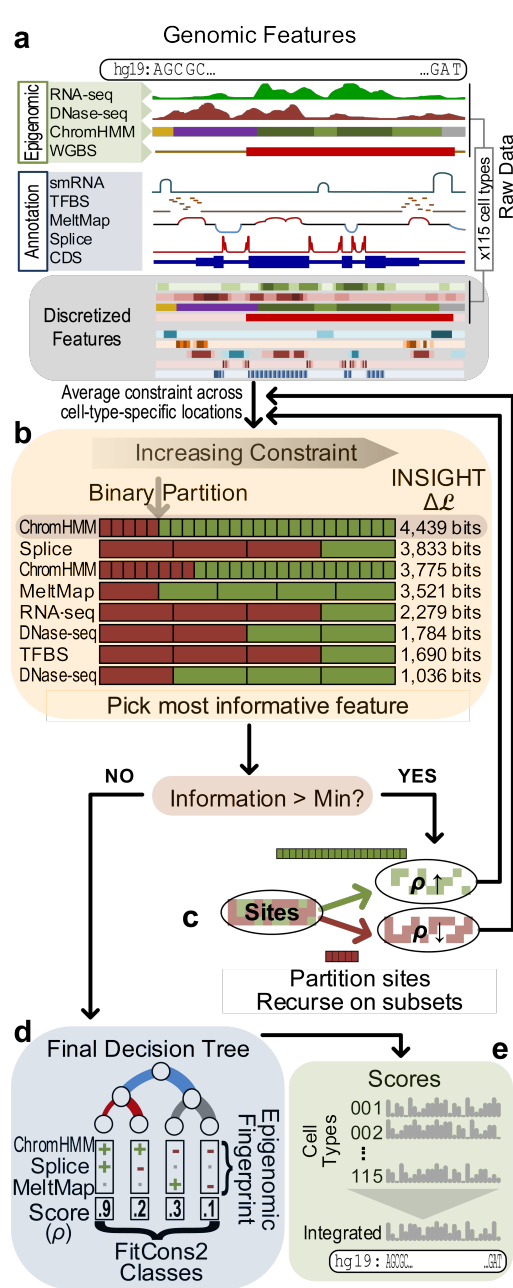 a
Genomic Features
hg19: AGCGC... ...GAT
Epigenomic
RNA-seq
DNase-seq
ChromHMM
WGBS
Annotation
smRNA
TFBS
MeltMap
Splice
CDS
x115 cell types
Raw Data
Discretized
Features
Average constraint across
cell-type-specific locations
b
Increasing Constraint
Binary Partition
INSIGHT
Δℒ
ChromHMM 4,439 bits
Splice 3,833 bits
ChromHMM 3,775 bits
MeltMap 3,521 bits
RNA-seq 2,279 bits
DNase-seq 1,784 bits
TFBS 1,690 bits
DNase-seq 1,036 bits
Pick most informative feature
NO
YES
Information > Min?
c
Sites
ρ ↑
ρ ↓
Partition sites
Recurse on subsets
d
Final Decision Tree
ChromHMM + + - -
Splice + - . .
MeltMap . . + -
Score .9 .2 .3 .1
(ρ)
Epigenomic
Fingerprint
FitCons2
Classes
e
Scores
Cell
Types
001
002
...
115
Integrated
hg19: AGCGC... ...GAT